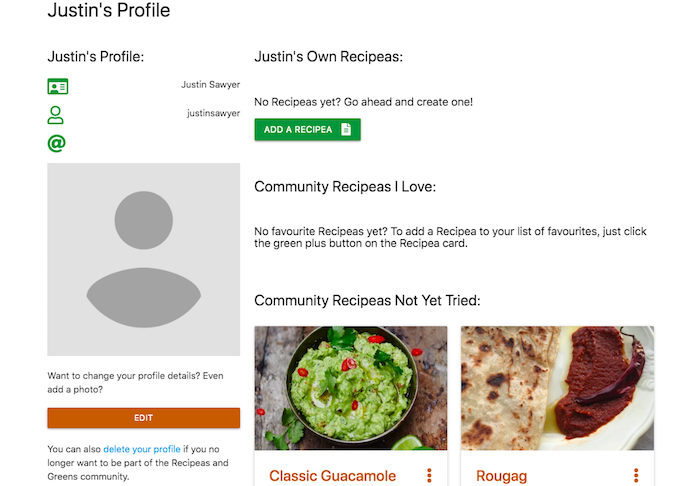 Justin's Profile
Justin's Profile:
Justin Sawyer
justinsawyer
@
Want to change your profile details? Even
add a photo?
EDIT
You can also delete your profile if you no
longer want to be part of the Recipeas and
Greens community.
Justin's Own Recipeas:
No Recipeas yet? Go ahead and create one!
ADD A RECIPEA
Community Recipeas I Love:
No favourite Recipeas yet? To add a Recipea to your list of favourites, just click
the green plus button on the Recipea card.
Community Recipeas Not Yet Tried:
Classic Guacamole
Rougag